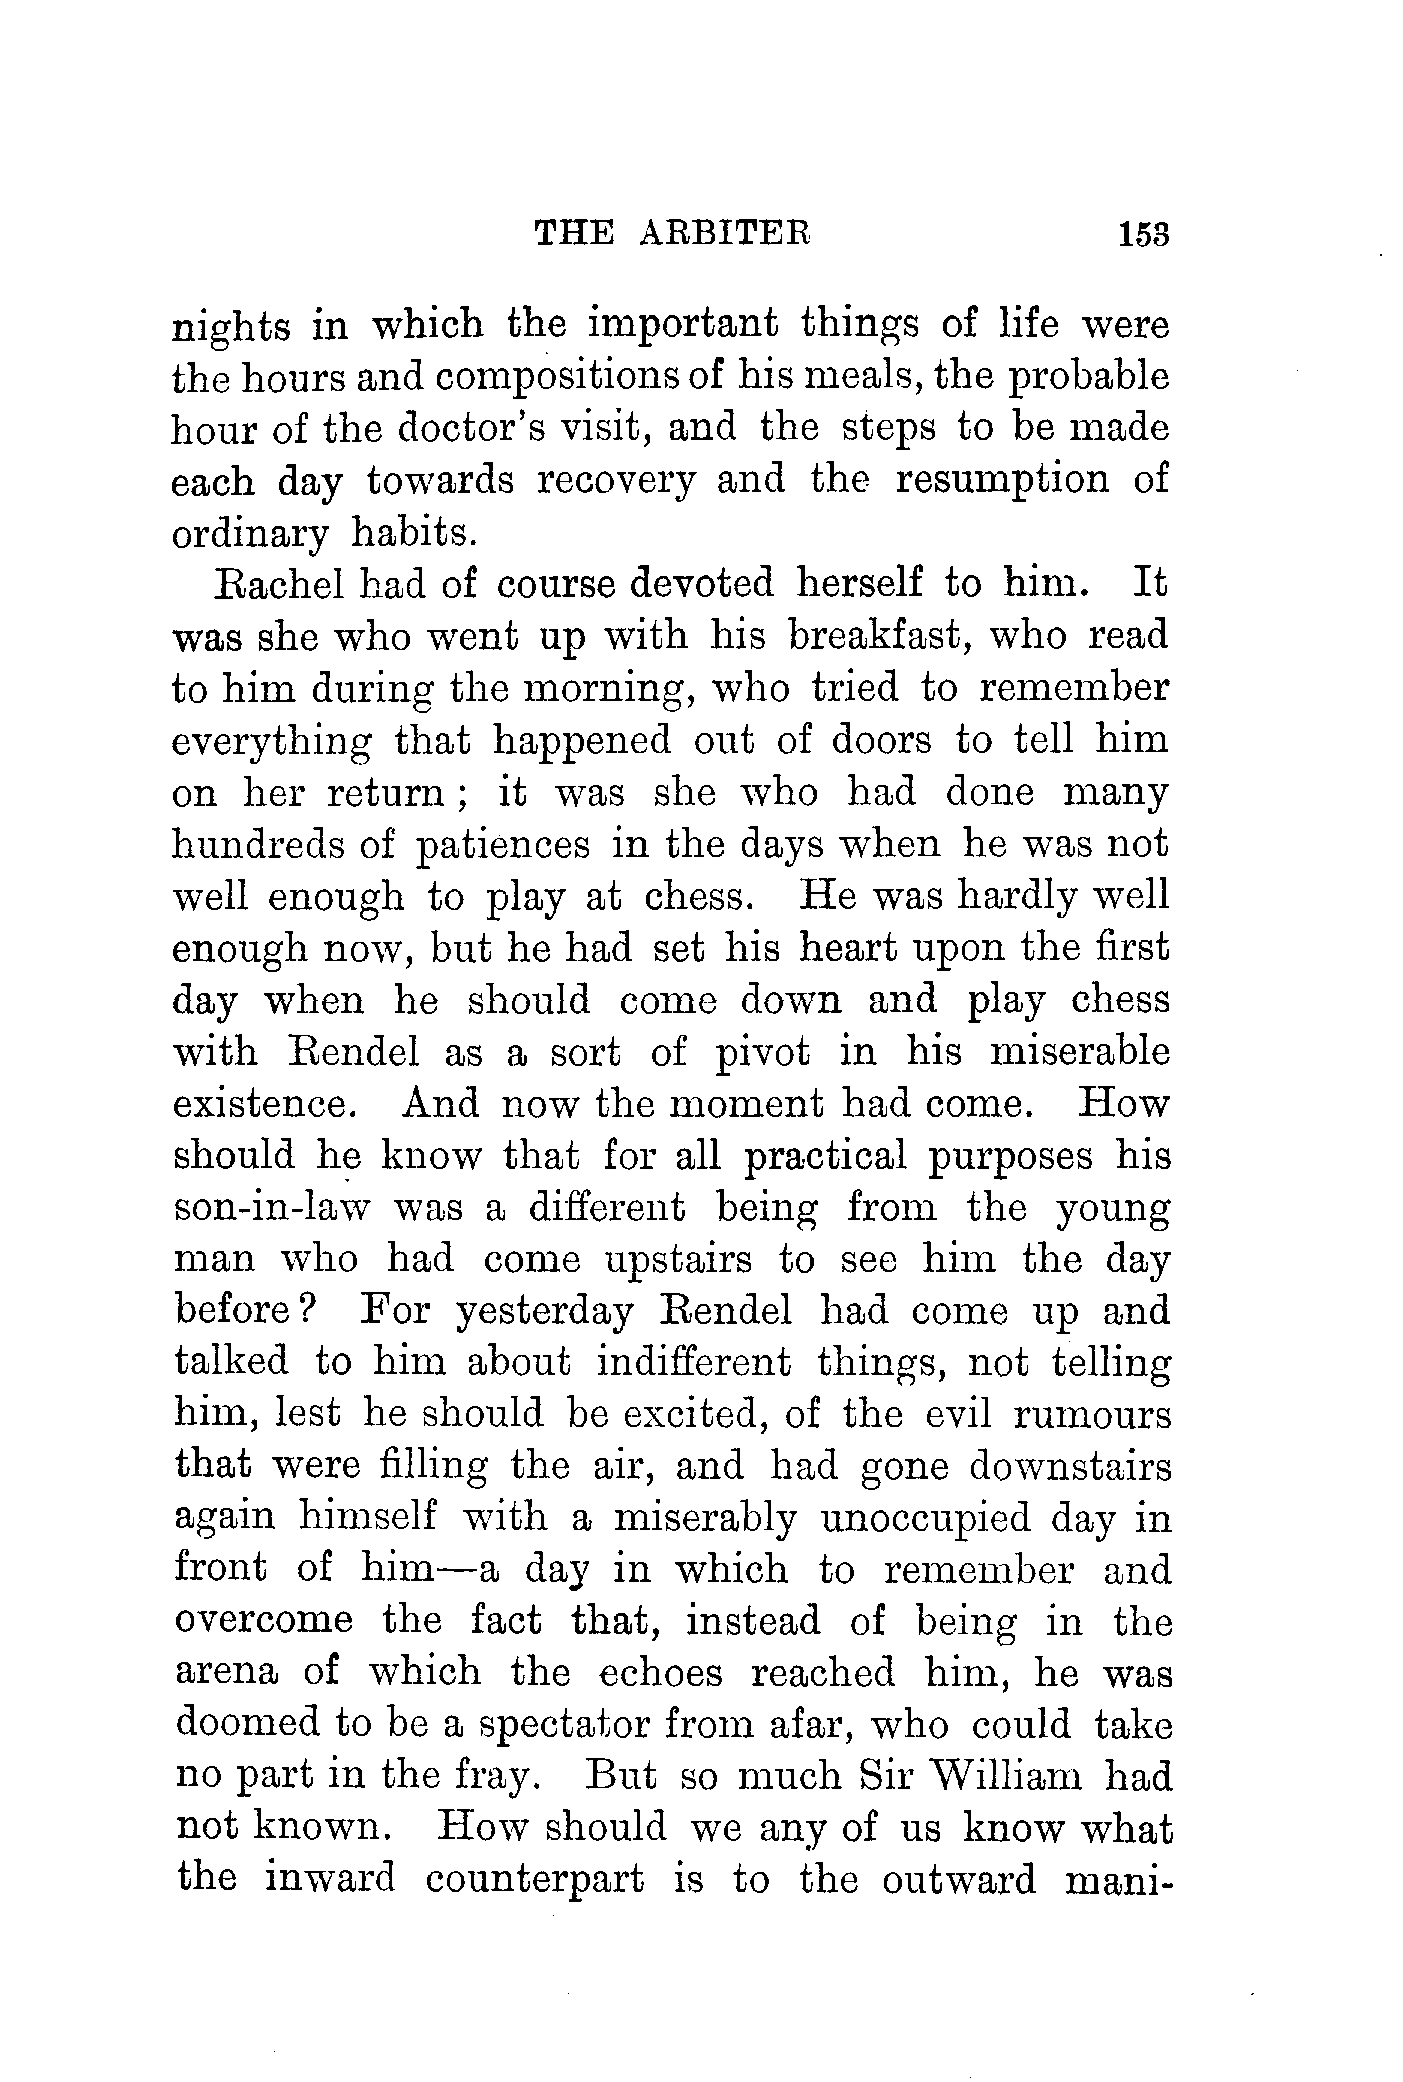 THE ARBITER 153
nights in which the important things of life were
the hours and compositions of his meals, the probable
hour of the doctor's visit, and the steps to be made
each day towards recovery and the resumption of
ordinary habits.
Rachel had of course devoted herself to him. It
was she who went up with his breakfast, who read
to him during the morning, who tried to remember
everything that happened out of doors to tell him
on her return ; it was she who had done many
hundreds of patiences in the days when he was not
well enough to play at chess. He was hardly well
enough now, but he had set his heart upon the first
day when he should come down and play chess
with Rendel as a sort of pivot in his miserable
existence. And now the moment had come. How
should he know that for all practical purposes his
son-in-law was a different being from the young
man who had come upstairs to see him the day
before ? For yesterday Rendel had come up and
talked to him about indifferent things, not telling
him, lest he should be excited, of the evil rumours
that were filling the air, and had gone downstairs
again himself with a miserably unoccupied day in
front of him—a day in which to remember and
overcome the fact that, instead of being in the
arena of which the echoes reached him, he was
doomed to be a spectator from afar, who could take
no part in the fray. But so much Sir William had
not known. How should we any of us know what
the inward counterpart is to the outward mani-